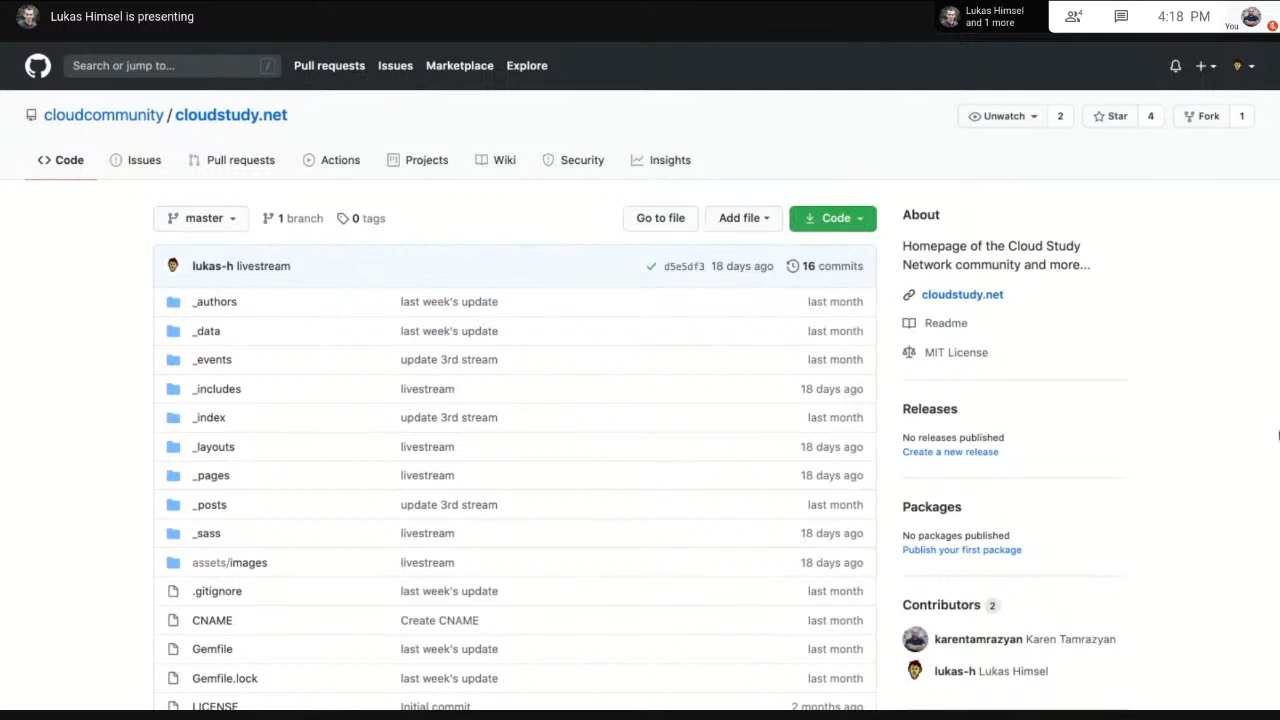 Lukas Himsel is presenting
Lukas Himsel
and 1 more
4
4:18 PM
You
Search or jump to...
/
Pull requests
Issues
Marketplace
Explore
cloudcommunity / cloudstudy.net
Unwatch 2
Star 4
Fork 1
<> Code
Issues
Pull requests
Actions
Projects
Wiki
Security
Insights
master
1 branch
0 tags
Go to file
Add file
Code
lukas-h livestream
d5e5df3 18 days ago
16 commits
_authors last week's update last month
_data last week's update last month
_events update 3rd stream last month
_includes livestream 18 days ago
_index update 3rd stream last month
_layouts livestream 18 days ago
_pages livestream 18 days ago
_posts update 3rd stream last month
_sass livestream 18 days ago
assets/images livestream 18 days ago
.gitignore last week's update last month
CNAME Create CNAME last month
Gemfile last week's update last month
Gemfile.lock last week's update last month
LICENSE Initial commit 2 months ago
About
Homepage of the Cloud Study
Network community and more...
cloudstudy.net
Readme
MIT License
Releases
No releases published
Create a new release
Packages
No packages published
Publish your first package
Contributors 2
karentamrazyan Karen Tamrazyan
lukas-h Lukas Himsel